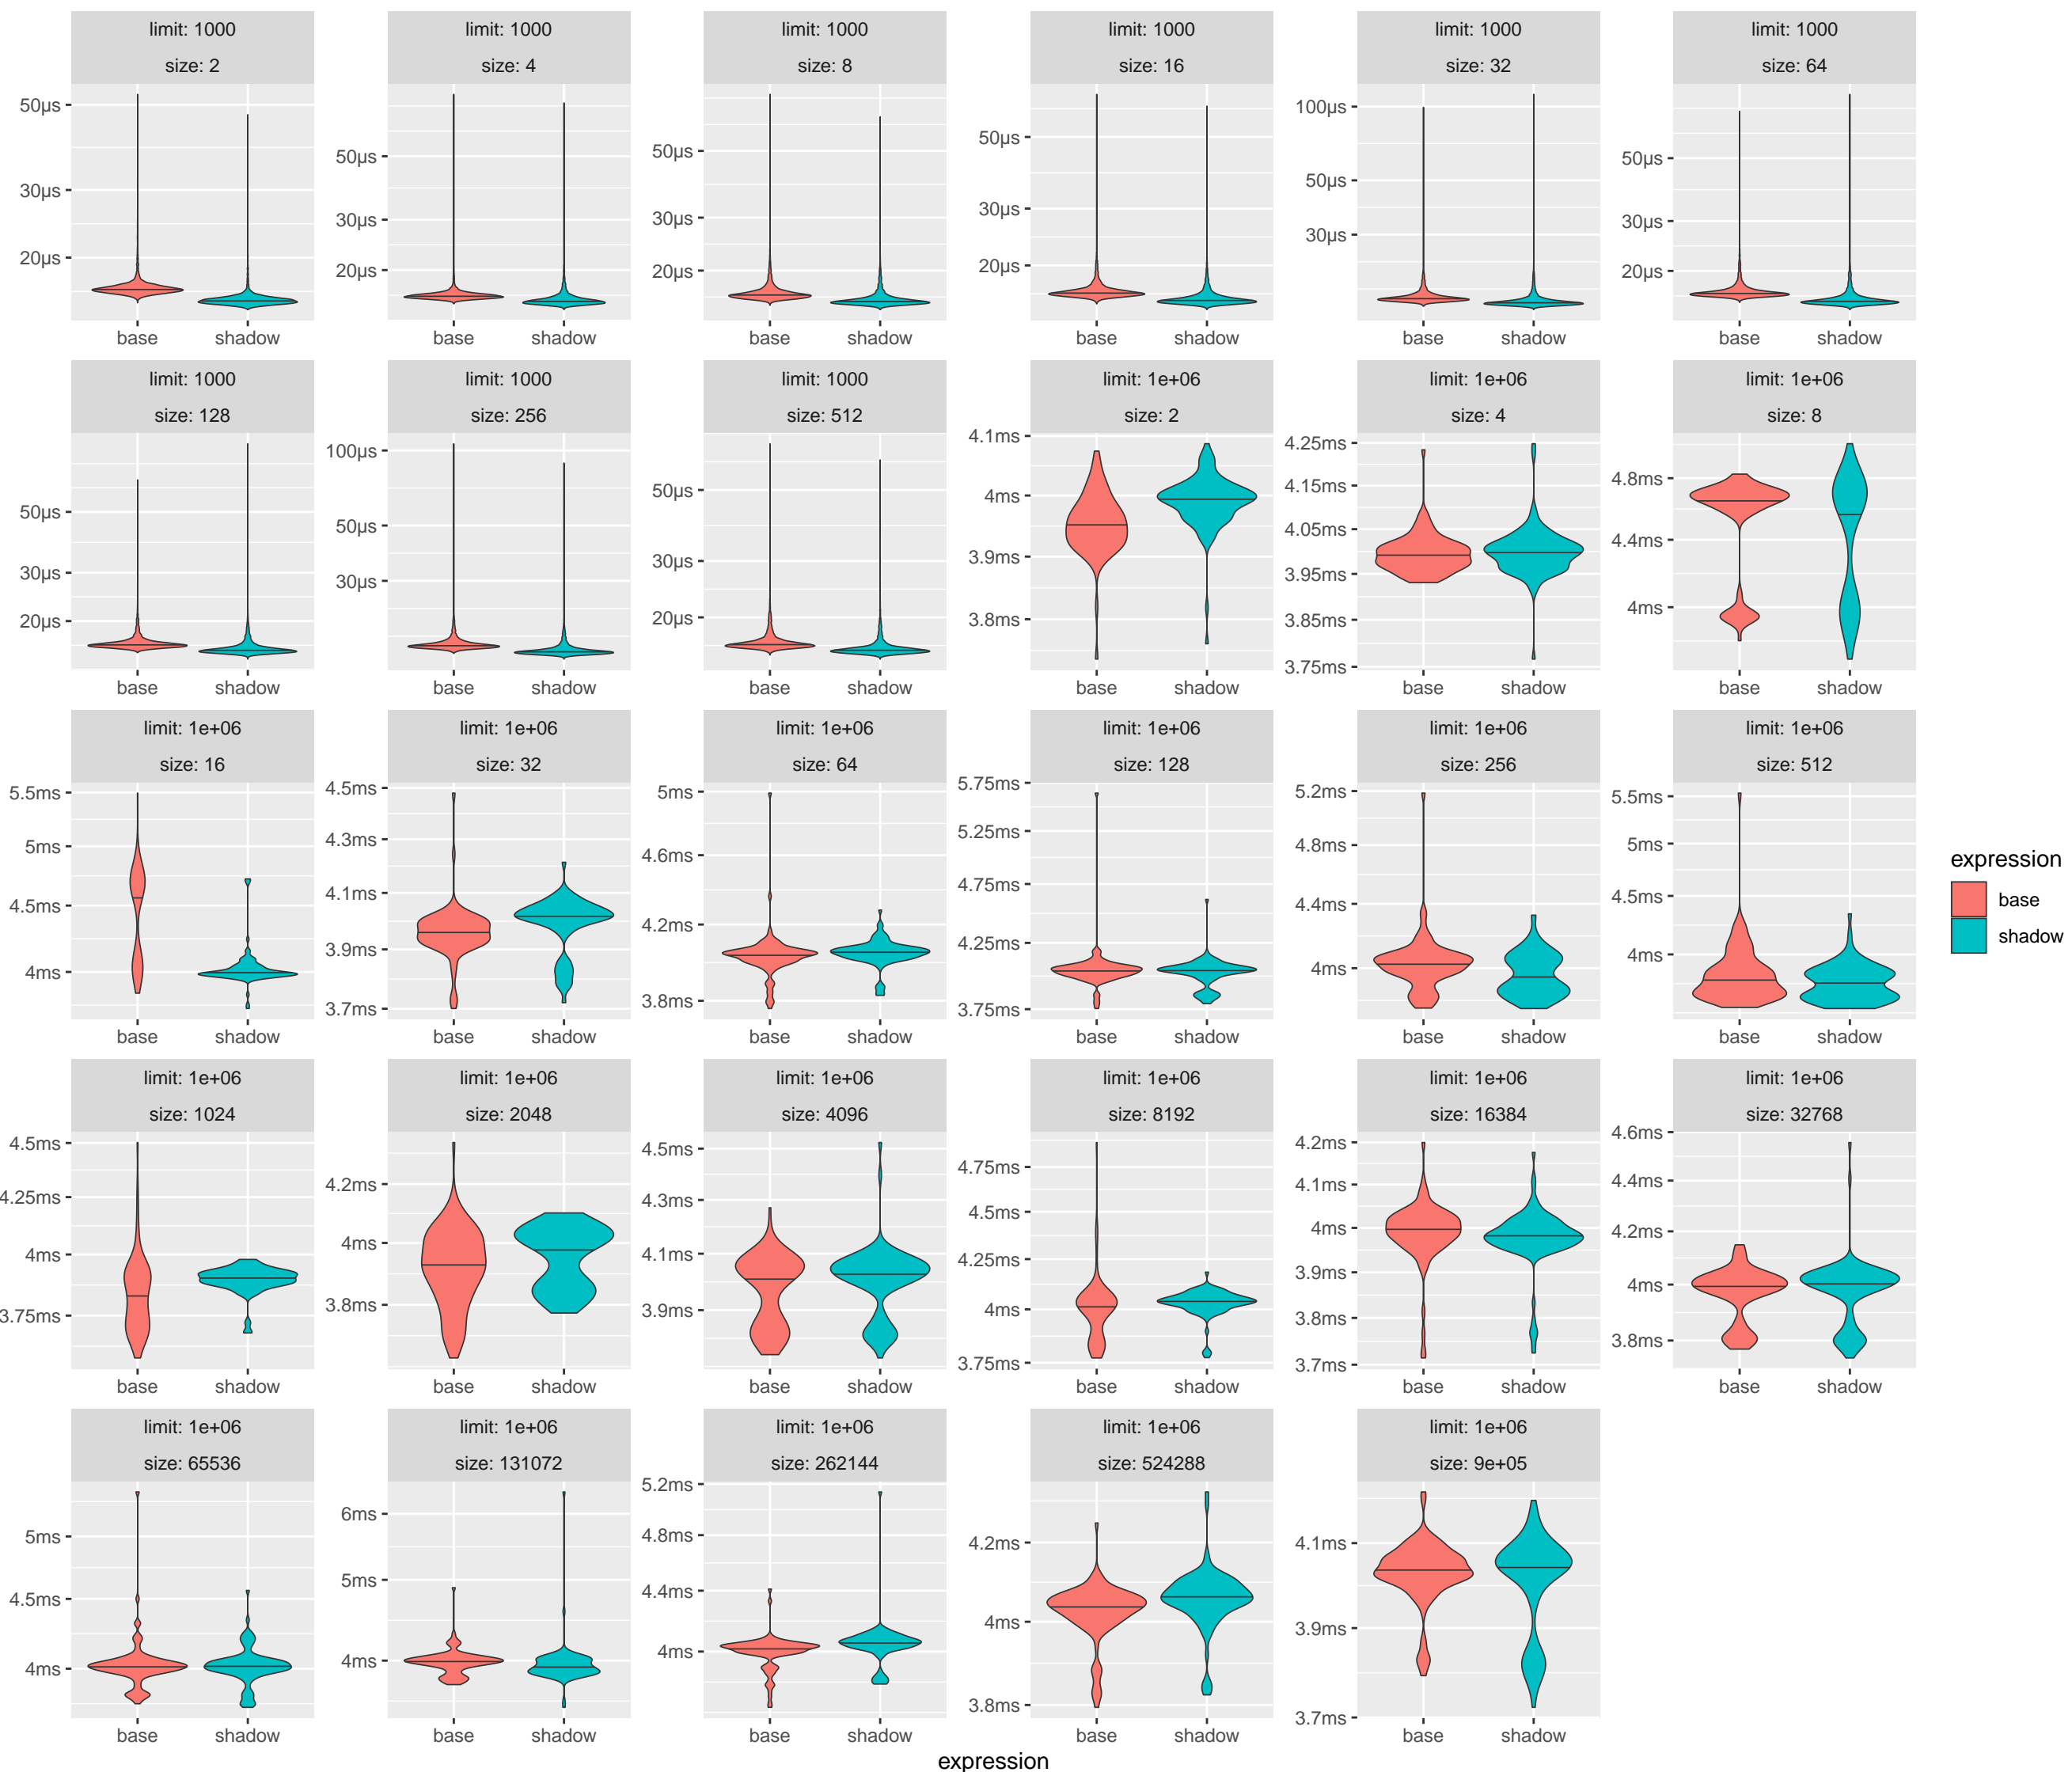 limit: 1000
size: 2
50µs
30µs
20µs
base shadow
limit: 1000
size: 4
50µs
30µs
20µs
base shadow
limit: 1000
size: 8
50µs
30µs
20µs
base shadow
limit: 1000
size: 16
50µs
30µs
20µs
base shadow
limit: 1000
size: 32
100µs
50µs
30µs
base shadow
limit: 1000
size: 64
50µs
30µs
20µs
base shadow
limit: 1000
size: 128
50µs
30µs
20µs
base shadow
limit: 1000
size: 256
100µs
50µs
30µs
base shadow
limit: 1000
size: 512
50µs
30µs
20µs
base shadow
limit: 1e+06
size: 2
4.1ms
4ms
3.9ms
3.8ms
base shadow
limit: 1e+06
size: 4
4.25ms
4.15ms
4.05ms
3.95ms
3.85ms
3.75ms
base shadow
limit: 1e+06
size: 8
4.8ms
4.4ms
4ms
base shadow
limit: 1e+06
size: 16
5.5ms
5ms
4.5ms
4ms
base shadow
limit: 1e+06
size: 32
4.5ms
4.3ms
4.1ms
3.9ms
3.7ms
base shadow
limit: 1e+06
size: 64
5ms
4.6ms
4.2ms
3.8ms
base shadow
limit: 1e+06
size: 128
5.75ms
5.25ms
4.75ms
4.25ms
3.75ms
base shadow
limit: 1e+06
size: 256
5.2ms
4.8ms
4.4ms
4ms
base shadow
limit: 1e+06
size: 512
5.5ms
5ms
4.5ms
4ms
base shadow
limit: 1e+06
size: 1024
4.5ms
4.25ms
4ms
3.75ms
base shadow
limit: 1e+06
size: 2048
4.2ms
4ms
3.8ms
base shadow
limit: 1e+06
size: 4096
4.5ms
4.3ms
4.1ms
3.9ms
base shadow
limit: 1e+06
size: 8192
4.75ms
4.5ms
4.25ms
4ms
3.75ms
base shadow
limit: 1e+06
size: 16384
4.2ms
4.1ms
4ms
3.9ms
3.8ms
3.7ms
base shadow
limit: 1e+06
size: 32768
4.6ms
4.4ms
4.2ms
4ms
3.8ms
base shadow
limit: 1e+06
size: 65536
5ms
4.5ms
4ms
base shadow
limit: 1e+06
size: 131072
6ms
5ms
4ms
base shadow
limit: 1e+06
size: 262144
5.2ms
4.8ms
4.4ms
4ms
base shadow
limit: 1e+06
size: 524288
4.2ms
4ms
3.8ms
base shadow
limit: 1e+06
size: 9e+05
4.1ms
3.9ms
3.7ms
base shadow
expression
expression
base
shadow